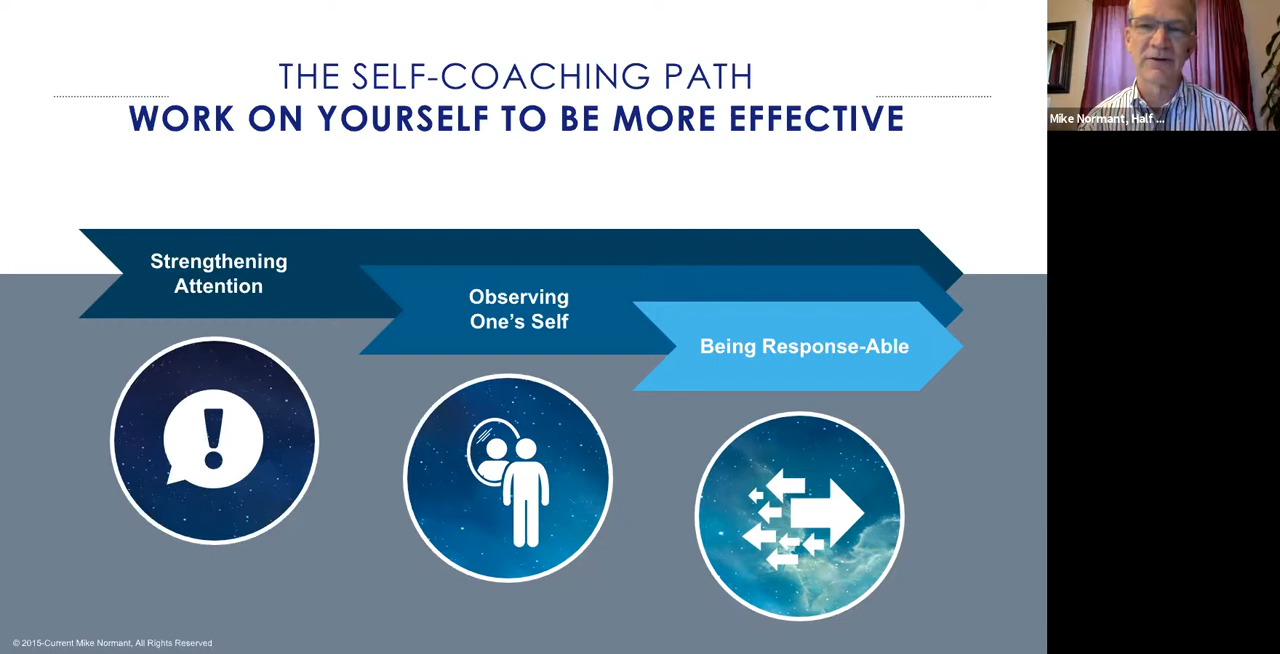 THE SELF-COACHING PATH
WORK ON YOURSELF TO BE MORE EFFECTIVE
Mike Normant, Half ...
Strengthening
Attention
Observing
One's Self
Being Response-Able
© 2015-Current Mike Normant, All Rights Reserved